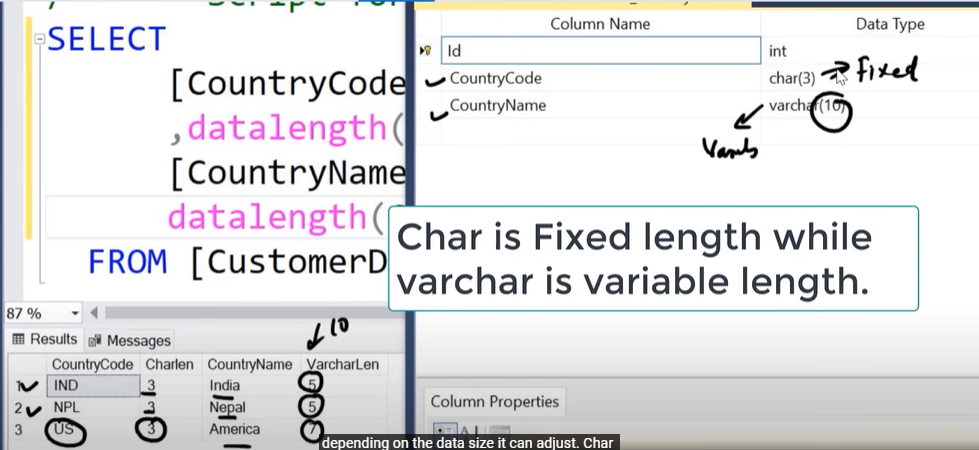 SELECT
[CountryCode
,datalength(
[CountryName
datalength(
FROM [CustomerD
87 %
Results Messages
CountryCode Charlen CountryName VarcharLen
1 IND 3 India 5
2 NPL 3 Nepal 5
3 US 3 America 7
10
Column Name Data Type
Id int
CountryCode char(3) fixed
CountryName varchar(10)
Char is Fixed length while
varchar is variable length.
Column Properties
depending on the data size it can adjust. Char